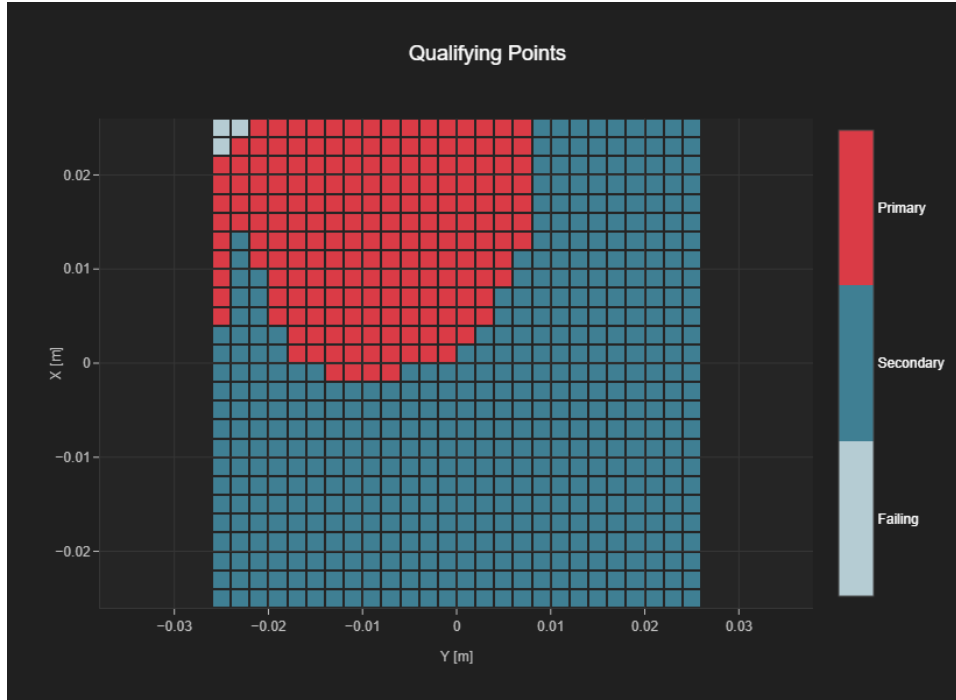 Qualifying Points
0.02
0.01
0
−0.01
−0.02
X [m]
−0.03
−0.02
−0.01
0
0.01
0.02
0.03
Y [m]
Primary
Secondary
Failing